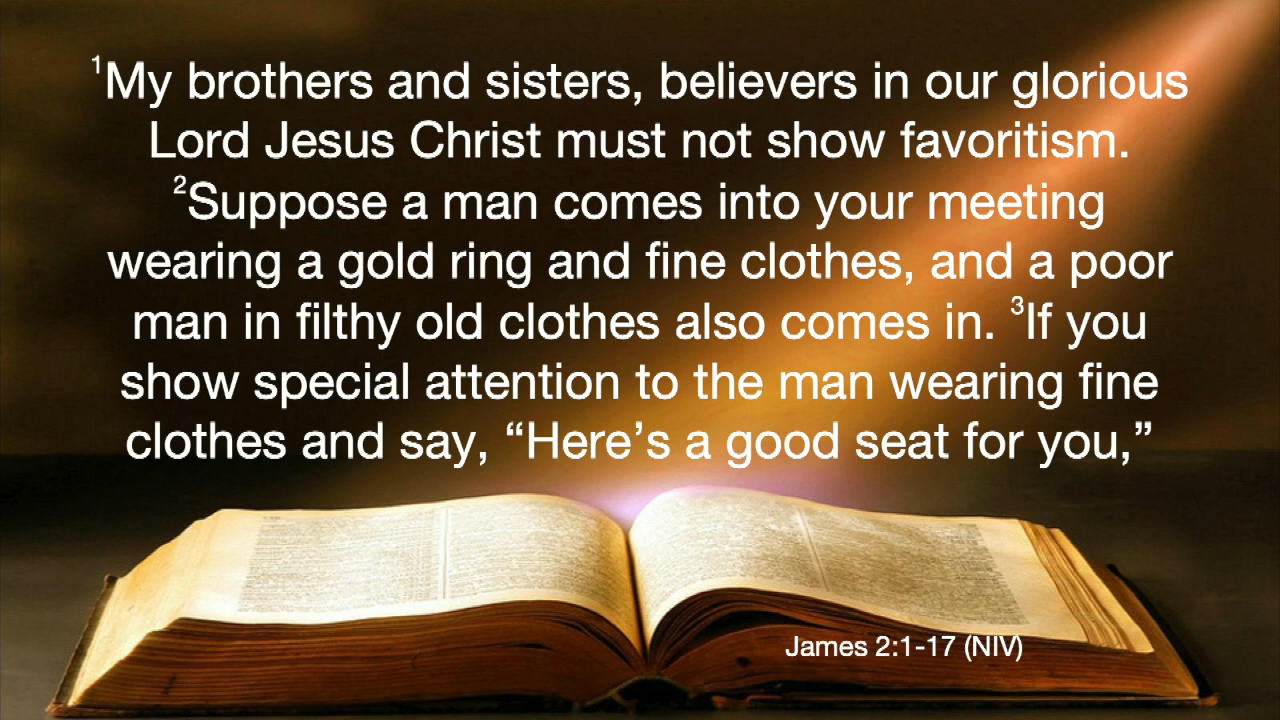 ¹My brothers and sisters, believers in our glorious
Lord Jesus Christ must not show favoritism.
²Suppose a man comes into your meeting
wearing a gold ring and fine clothes, and a poor
man in filthy old clothes also comes in. ³If you
show special attention to the man wearing fine
clothes and say, “Here’s a good seat for you,”
James 2:1-17 (NIV)